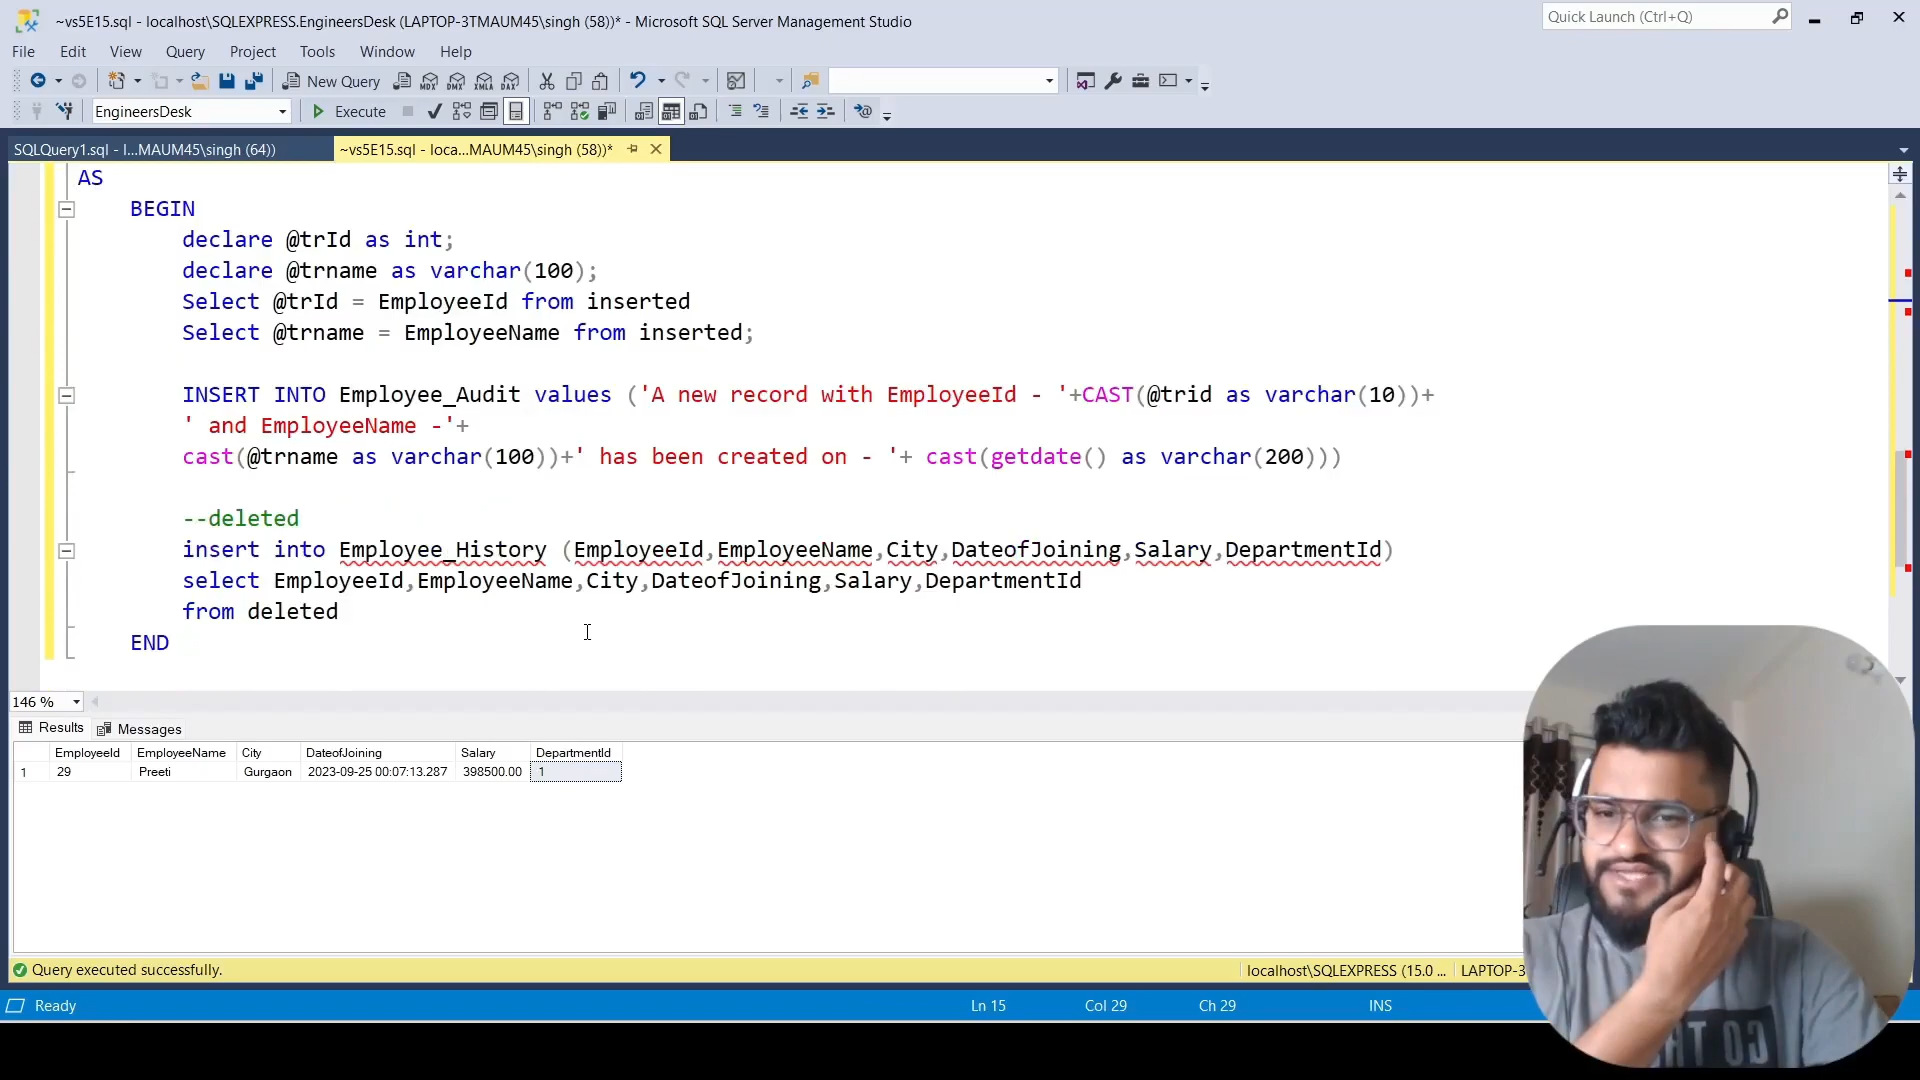 ~vs5E15.sql - localhost\SQLEXPRESS.EngineersDesk (LAPTOP-3TMAUM45\singh (58))* - Microsoft SQL Server Management Studio
Quick Launch (Ctrl+Q)
File Edit View Query Project Tools Window Help
New Query MDX DMX XMLA DAX
EngineersDesk Execute
SQLQuery1.sql - l...MAUM45\singh (64))
~vs5E15.sql - loca...MAUM45\singh (58))*
AS
BEGIN
declare @trId as int;
declare @trname as varchar(100);
Select @trId = EmployeeId from inserted
Select @trname = EmployeeName from inserted;
INSERT INTO Employee_Audit values ('A new record with EmployeeId - '+CAST(@trid as varchar(10))+
' and EmployeeName -'+
cast(@trname as varchar(100))+' has been created on - '+ cast(getdate() as varchar(200)))
--deleted
insert into Employee_History (EmployeeId,EmployeeName,City,DateofJoining,Salary,DepartmentId)
select EmployeeId,EmployeeName,City,DateofJoining,Salary,DepartmentId
from deleted
END
146 %
Results Messages
EmployeeId EmployeeName City DateofJoining Salary DepartmentId
1 29 Preeti Gurgaon 2023-09-25 00:07:13.287 398500.00 1
Query executed successfully.
localhost\SQLEXPRESS (15.0 ... LAPTOP-3
Ready Ln 15 Col 29 Ch 29 INS